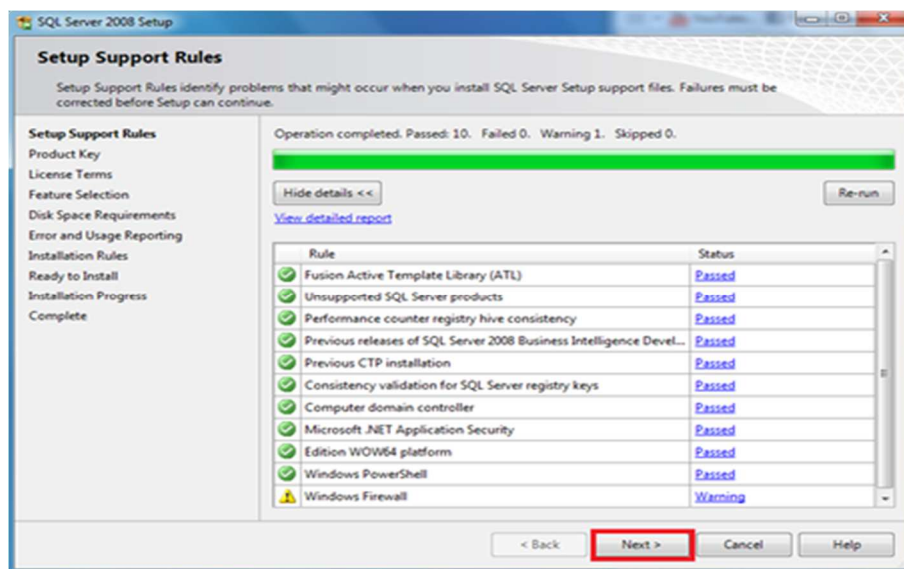 SQL Server 2008 Setup
Setup Support Rules
Setup Support Rules identify problems that might occur when you install SQL Server Setup support files. Failures must be
corrected before Setup can continue.
Setup Support Rules
Product Key
License Terms
Feature Selection
Disk Space Requirements
Error and Usage Reporting
Installation Rules
Ready to Install
Installation Progress
Complete
Operation completed. Passed: 10. Failed 0. Warning 1. Skipped 0.
Hide details <<
Re-run
View detailed report
Rule Status
Fusion Active Template Library (ATL) Passed
Unsupported SQL Server products Passed
Performance counter registry hive consistency Passed
Previous releases of SQL Server 2008 Business Intelligence Devel... Passed
Previous CTP installation Passed
Consistency validation for SQL Server registry keys Passed
Computer domain controller Passed
Microsoft .NET Application Security Passed
Edition WOW64 platform Passed
Windows PowerShell Passed
Windows Firewall Warning
< Back Next > Cancel Help